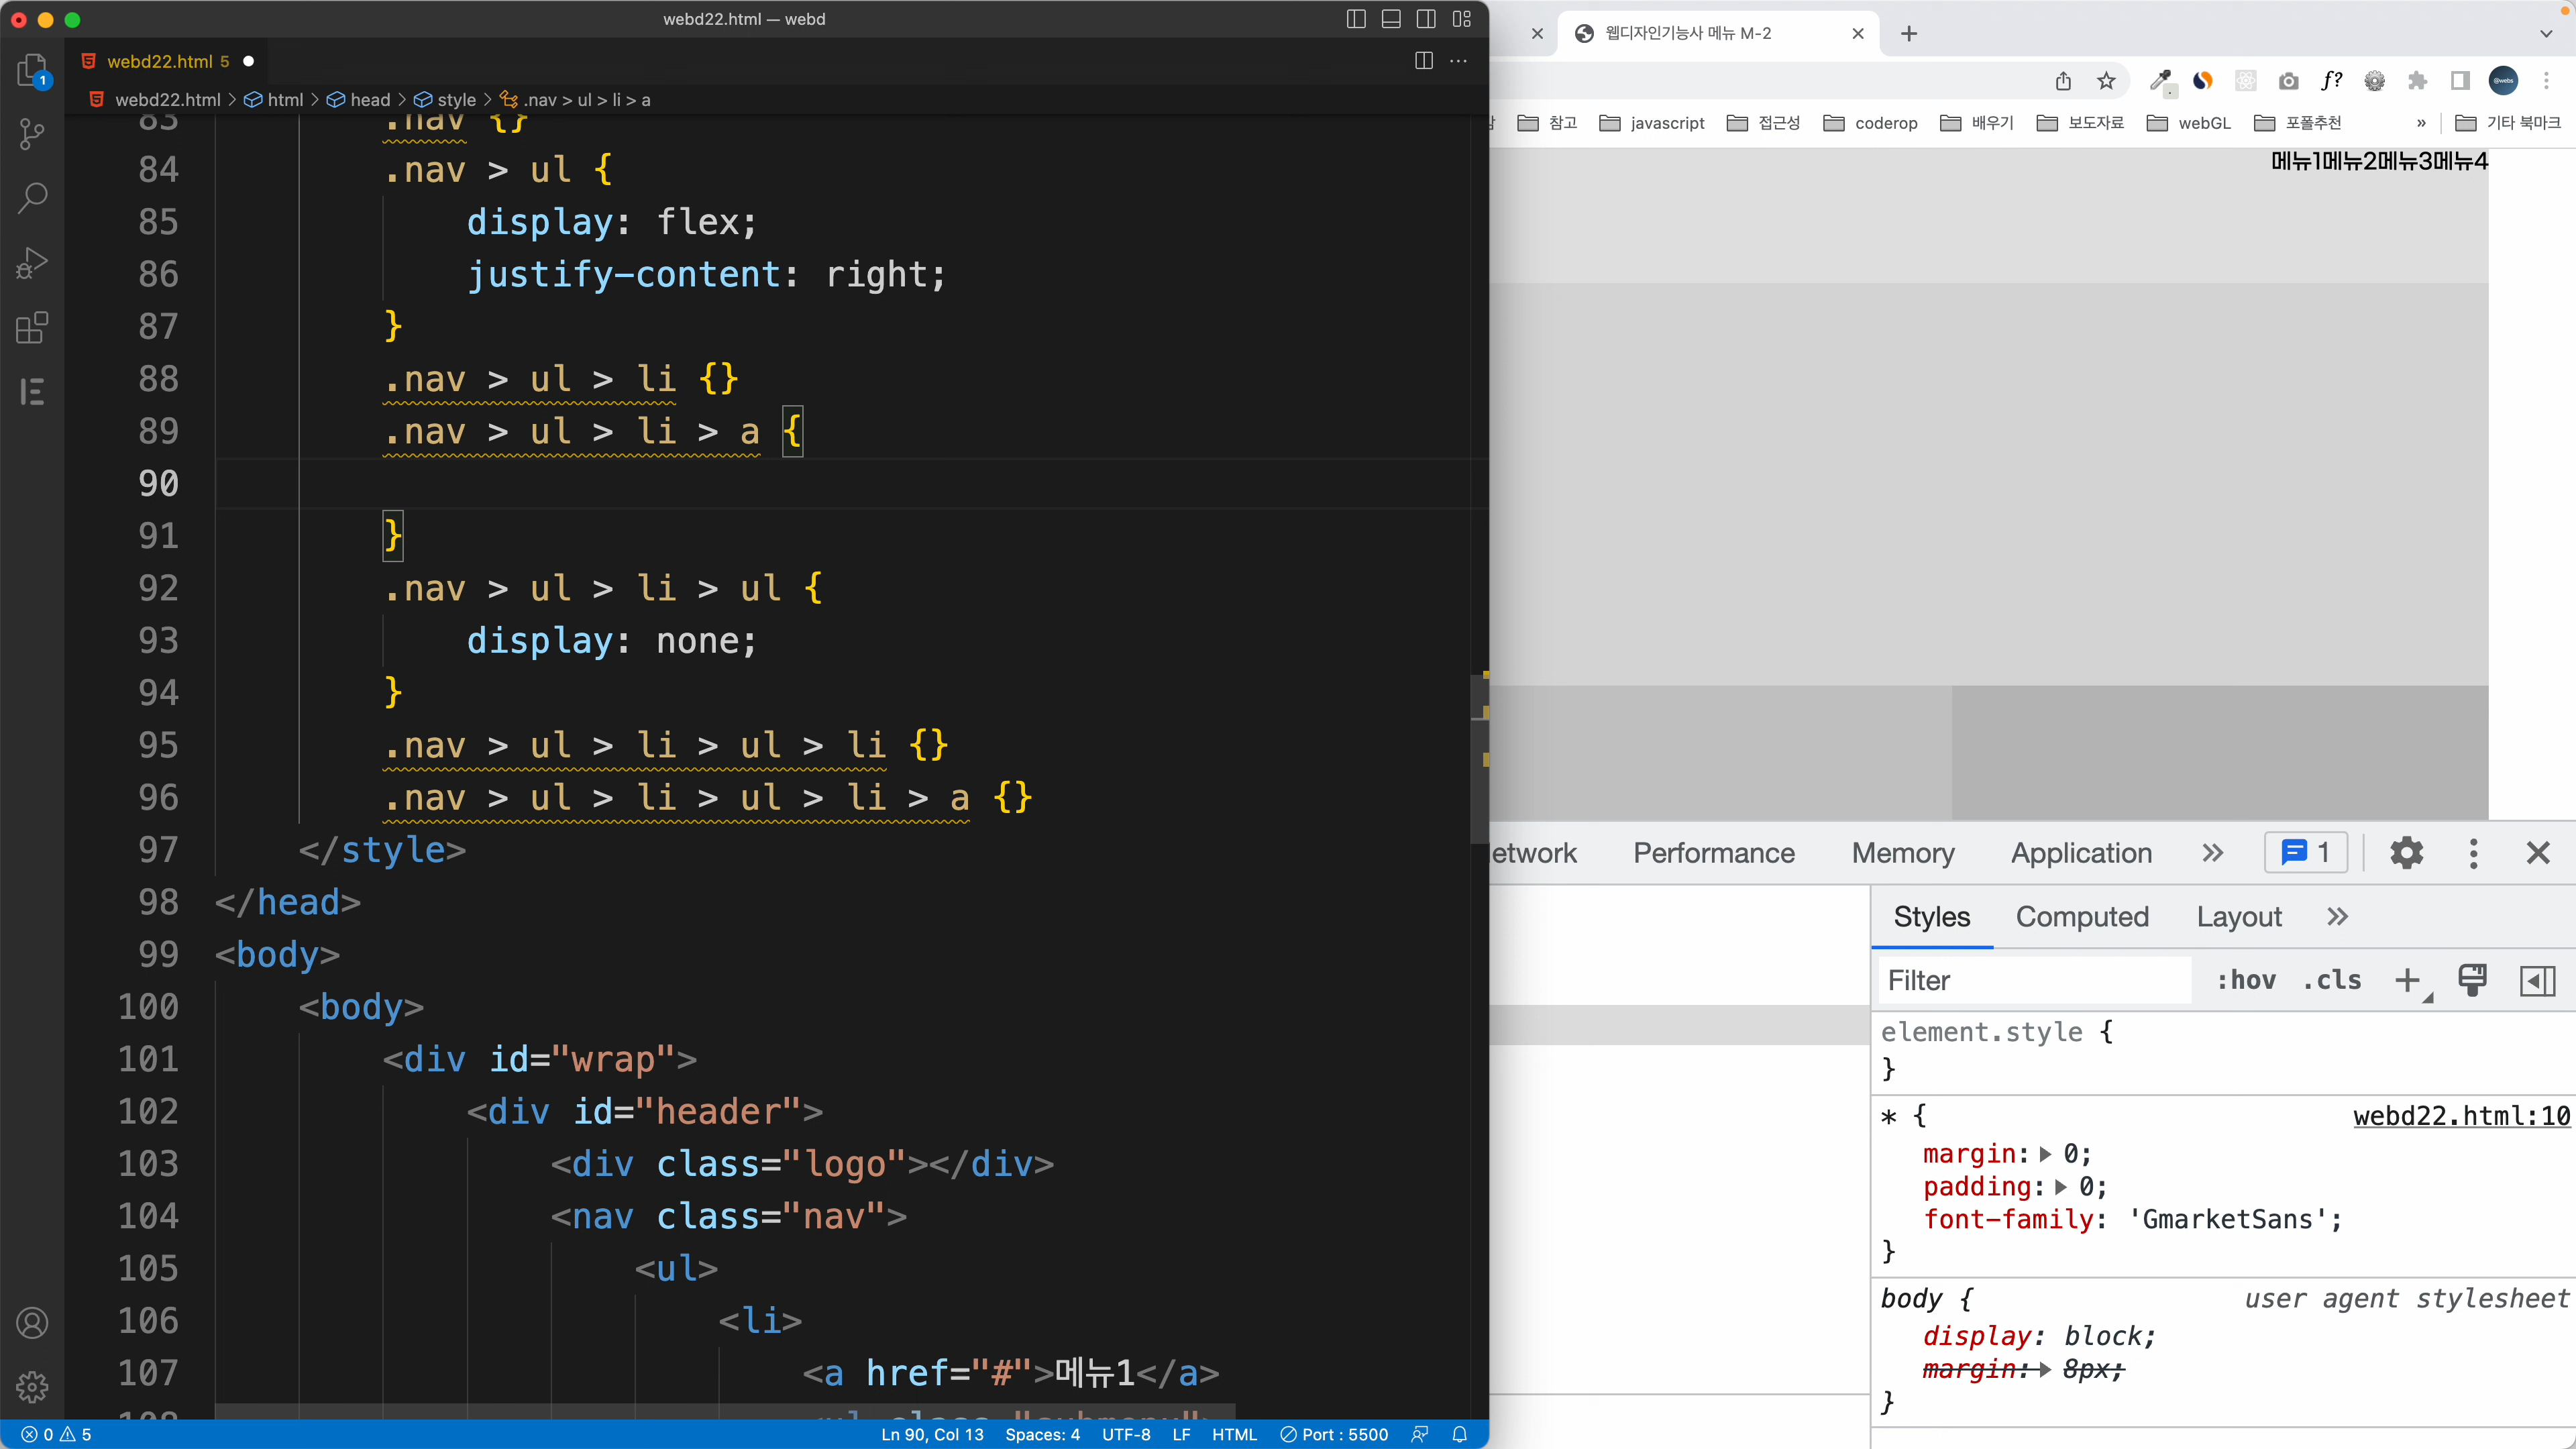 webd22.html — webd
webd22.html 5
webd22.html > html > head > style > .nav > ul > li > a
83 .nav {}
84 .nav > ul {
85 display: flex;
86 justify-content: right;
87 }
88 .nav > ul > li {}
89 .nav > ul > li > a {
90
91 }
92 .nav > ul > li > ul {
93 display: none;
94 }
95 .nav > ul > li > ul > li {}
96 .nav > ul > li > ul > li > a {}
97 </style>
98 </head>
99 <body>
100 <body>
101 <div id="wrap">
102 <div id="header">
103 <div class="logo"></div>
104 <nav class="nav">
105 <ul>
106 <li>
107 <a href="#">메뉴1</a>
108 <ul class="submenu">
0 5
Ln 90, Col 13 Spaces: 4 UTF-8 LF HTML Port : 5500
웹디자인기능사 메뉴 M-2
참고 javascript 접근성 coderop 배우기 보도자료 webGL 포폴추천 » 기타 북마크
메뉴1메뉴2메뉴3메뉴4
etwork Performance Memory Application » 1
Styles Computed Layout »
Filter :hov .cls +
element.style {
}
* { webd22.html:10
margin: 0;
padding: 0;
font-family: 'GmarketSans';
}
body { user agent stylesheet
display: block;
margin: 8px;
}